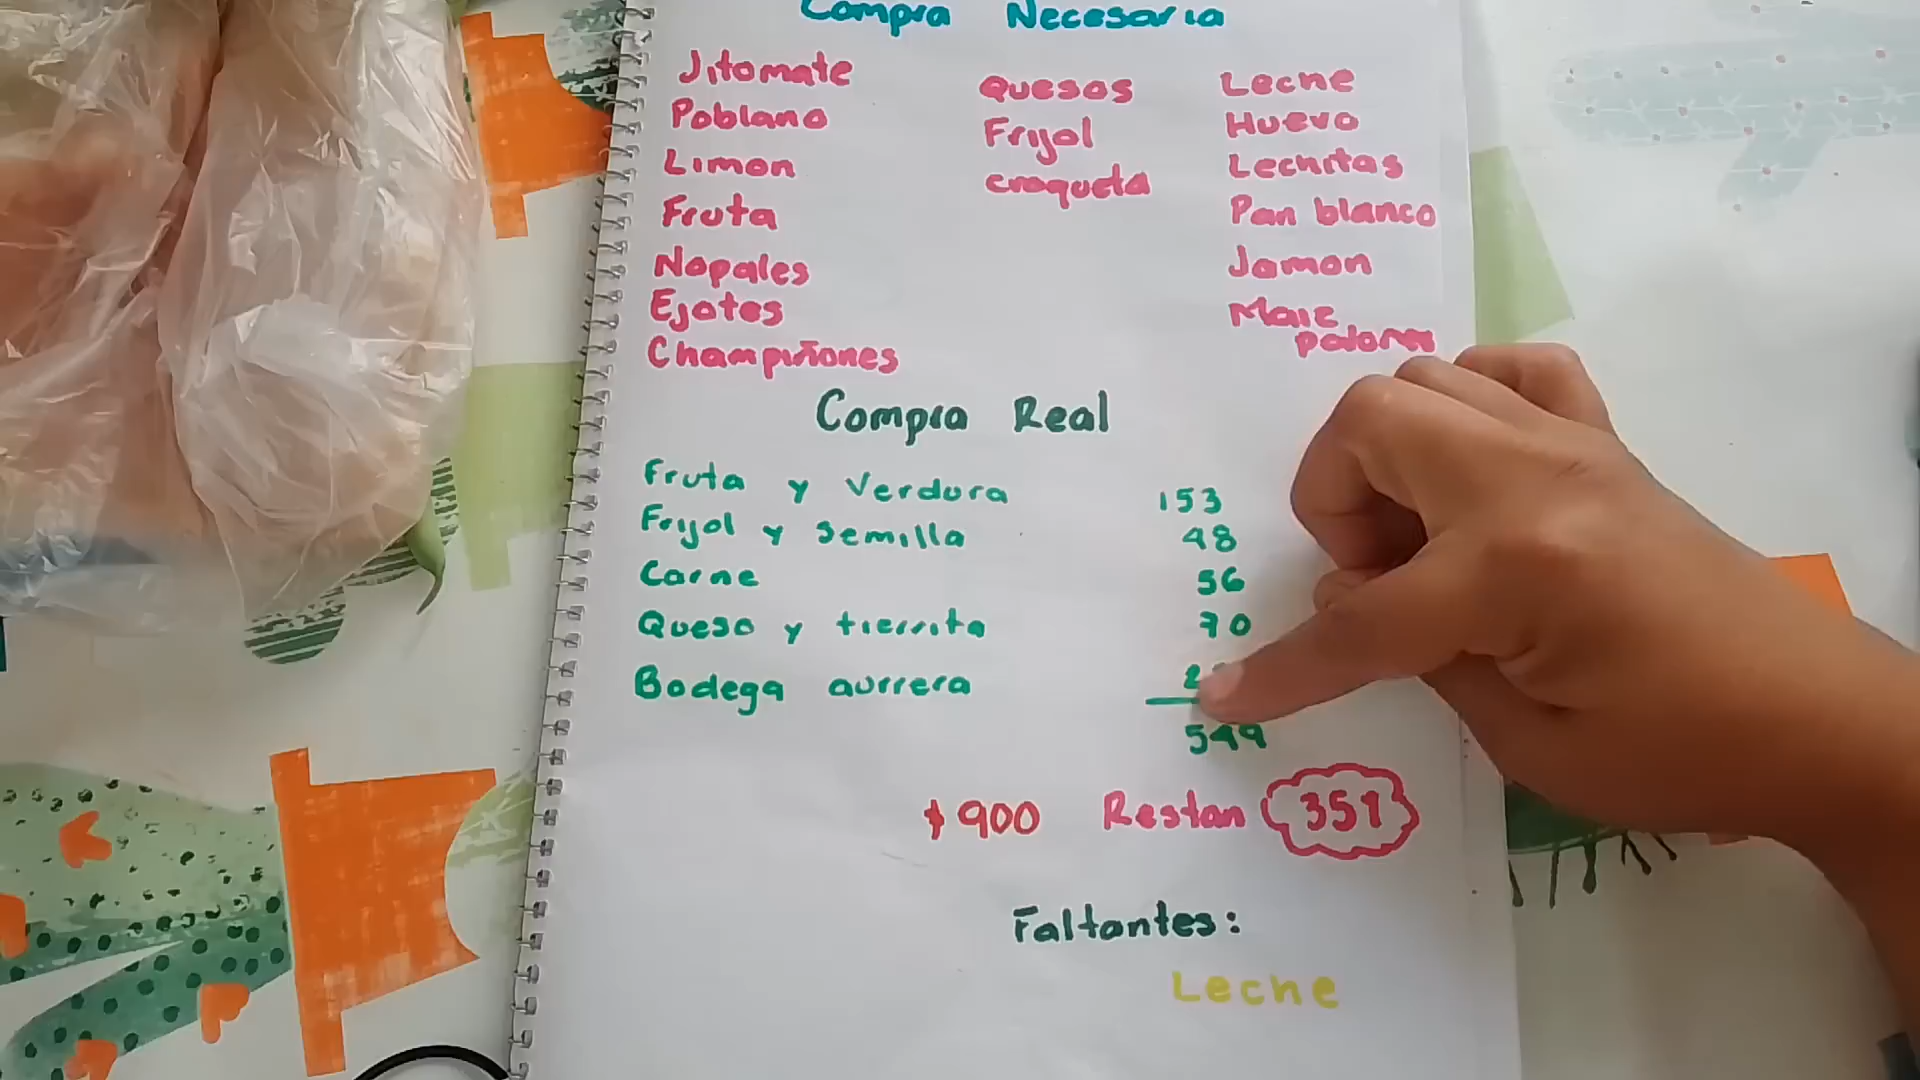 Compra Necesaria
Jitomate
Poblano
Limon
Fruta
Nopales
Ejotes
Champiñones
Quesos
Frijol
croqueta
Leche
Huevo
Lechitas
Pan blanco
Jamon
Maiz
Compra Real
Fruta y Verdura 153
Frijol y Semilla 48
Carne 56
Queso y tierrita 70
Bodega aurrera
549
$900 Restan 351
Faltantes:
Leche